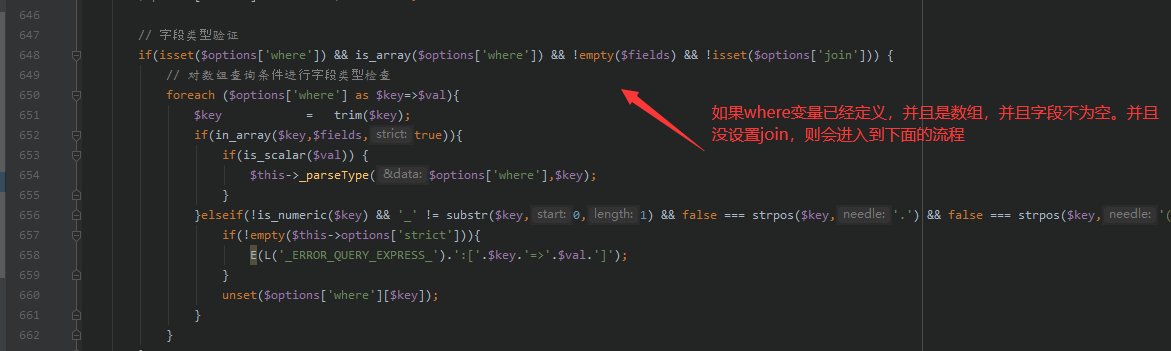 646
647 // 字段类型验证
648 if(isset($options['where']) && is_array($options['where']) && !empty($fields) && !isset($options['join'])) {
649 // 对数组查询条件进行字段类型检查
650 foreach ($options['where'] as $key=>$val){
651 $key = trim($key);
652 if(in_array($key,$fields, strict: true)){
653 if(is_scalar($val)) {
654 $this->_parseType( &data: $options['where'],$key);
655 }
656 }elseif(!is_numeric($key) && '_' != substr($key, start: 0, length: 1) && false === strpos($key, needle: '.') && false === strpos($key, needle: '(
657 if(!empty($this->options['strict'])){
658 E(L('_ERROR_QUERY_EXPRESS_').':['.$key.'=>'.$val.']');
659 }
660 unset($options['where'][$key]);
661 }
662 }
如果where变量已经定义，并且是数组，并且字段不为空。并且
没设置join，则会进入到下面的流程